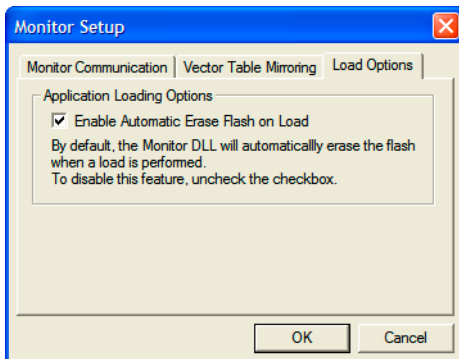 Monitor Setup
Monitor Communication
Vector Table Mirroring
Load Options
Application Loading Options
Enable Automatic Erase Flash on Load
By default, the Monitor DLL will automaticallly erase the flash
when a load is performed.
To disable this feature, uncheck the checkbox.
OK
Cancel